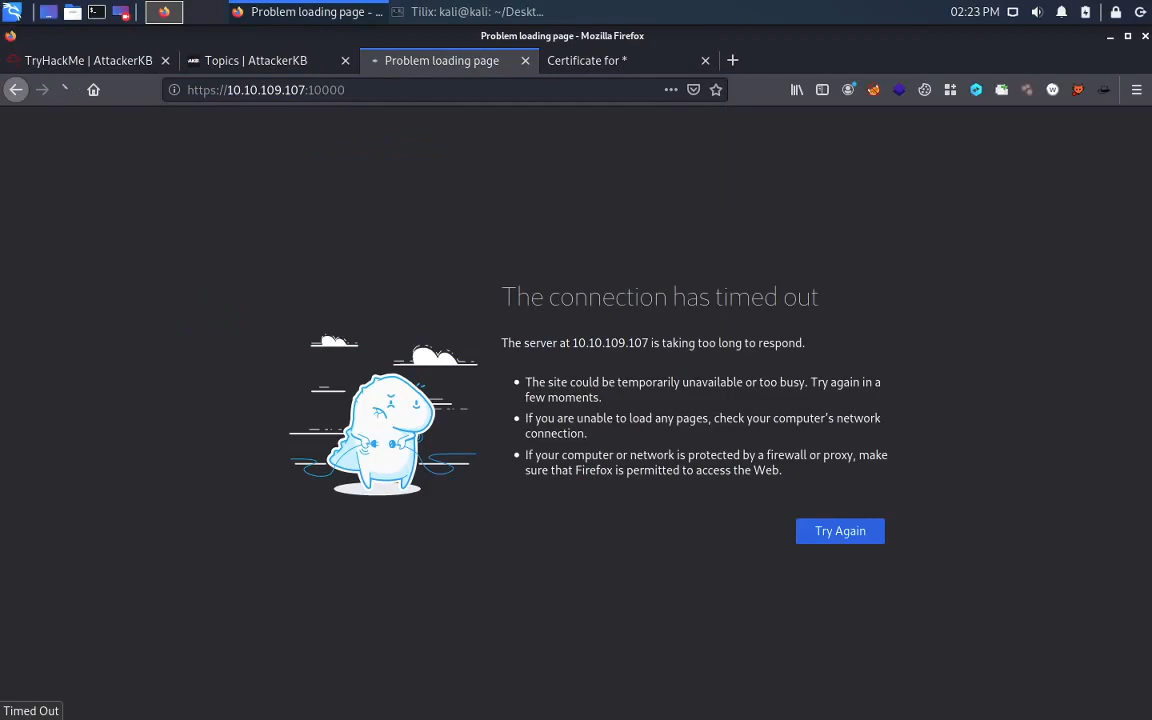 Problem loading page - ...
Tilix: kali@kali: ~/Deskt...
02:23 PM
Problem loading page - Mozilla Firefox
TryHackMe | AttackerKB
AKB
Topics | AttackerKB
Problem loading page
Certificate for *
https://10.10.109.107:10000
W
The connection has timed out
The server at 10.10.109.107 is taking too long to respond.
The site could be temporarily unavailable or too busy. Try again in a
few moments.
If you are unable to load any pages, check your computer's network
connection.
If your computer or network is protected by a firewall or proxy, make
sure that Firefox is permitted to access the Web.
Try Again
Timed Out